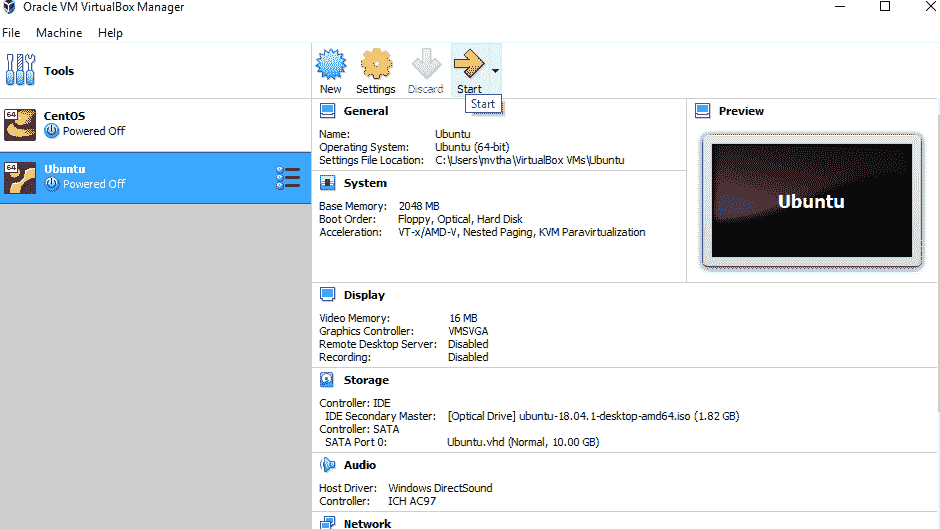 Oracle VM VirtualBox Manager
File Machine Help
Tools
New Settings Discard Start
Start
64 CentOS
Powered Off
64 Ubuntu
Powered Off
General
Name: Ubuntu
Operating System: Ubuntu (64-bit)
Settings File Location: C:\Users\mvtha\VirtualBox VMs\Ubuntu
Preview
Ubuntu
System
Base Memory: 2048 MB
Boot Order: Floppy, Optical, Hard Disk
Acceleration: VT-x/AMD-V, Nested Paging, KVM Paravirtualization
Display
Video Memory: 16 MB
Graphics Controller: VMSVGA
Remote Desktop Server: Disabled
Recording: Disabled
Storage
Controller: IDE
IDE Secondary Master: [Optical Drive] ubuntu-18.04.1-desktop-amd64.iso (1.82 GB)
Controller: SATA
SATA Port 0: Ubuntu.vhd (Normal, 10.00 GB)
Audio
Host Driver: Windows DirectSound
Controller: ICH AC97
Network